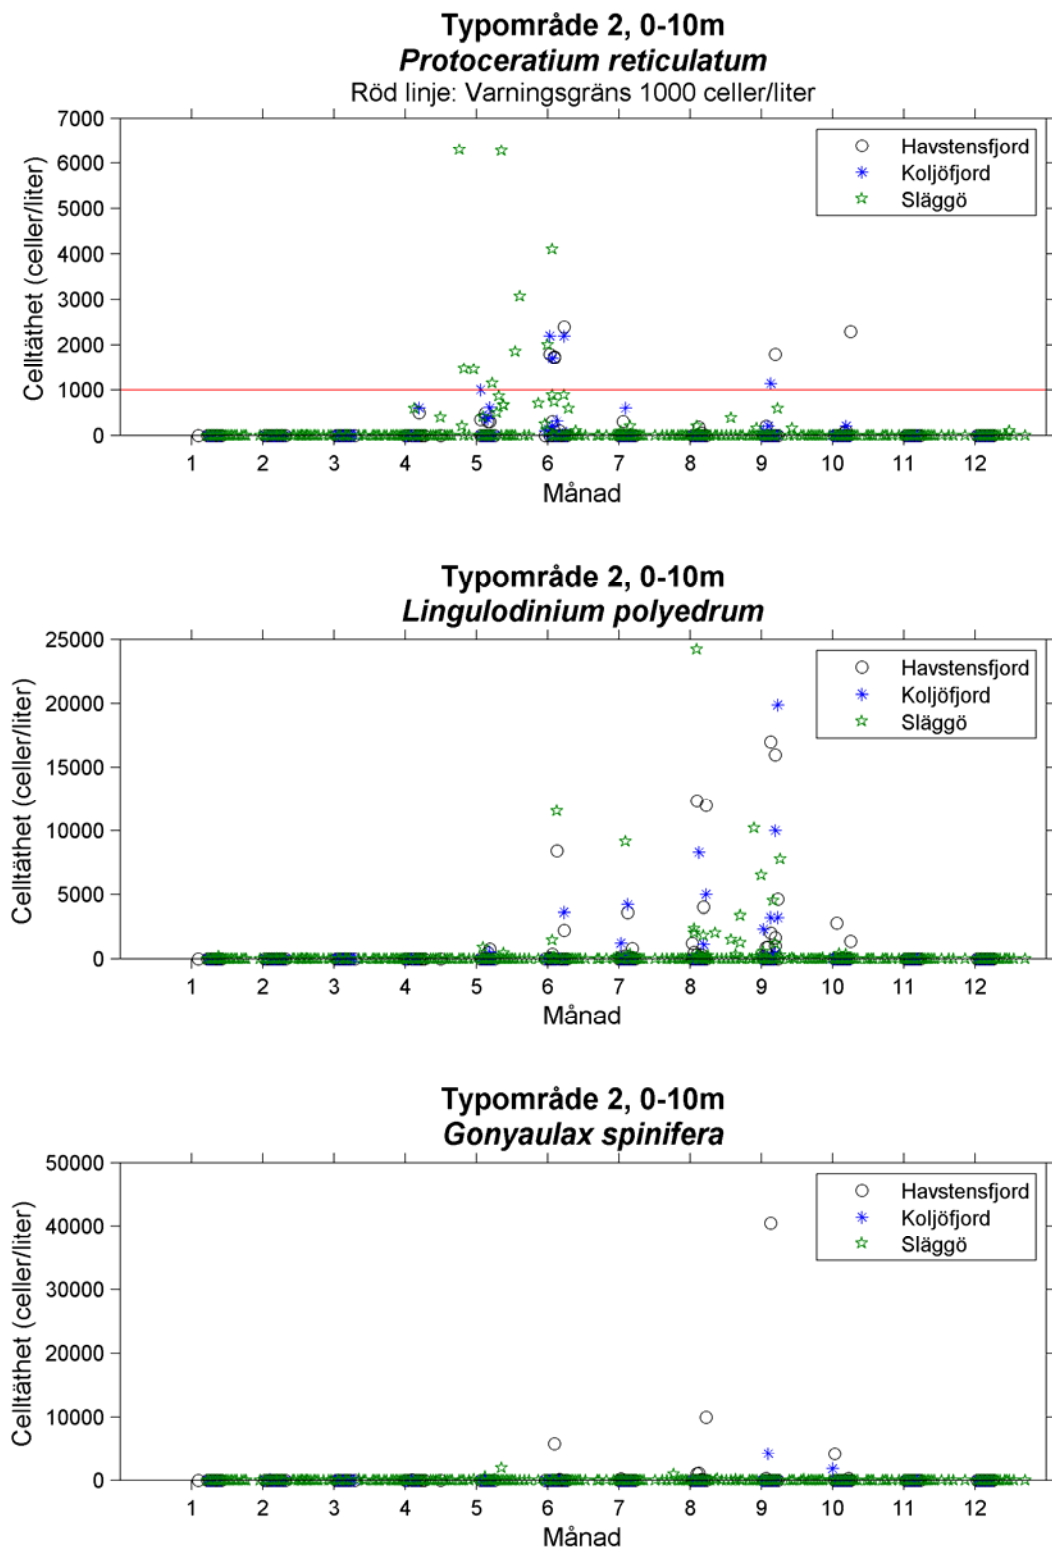 Typområde 2, 0-10m
Protoceratium reticulatum
Röd linje: Varningsgräns 1000 celler/liter
Celltäthet (celler/liter)
7000
6000
5000
4000
3000
2000
1000
0
Havstensfjord
Koljöfjord
Släggö
1 2 3 4 5 6 7 8 9 10 11 12
Månad
Typområde 2, 0-10m
Lingulodinium polyedrum
Celltäthet (celler/liter)
25000
20000
15000
10000
5000
0
Havstensfjord
Koljöfjord
Släggö
1 2 3 4 5 6 7 8 9 10 11 12
Månad
Typområde 2, 0-10m
Gonyaulax spinifera
Celltäthet (celler/liter)
50000
40000
30000
20000
10000
0
Havstensfjord
Koljöfjord
Släggö
1 2 3 4 5 6 7 8 9 10 11 12
Månad